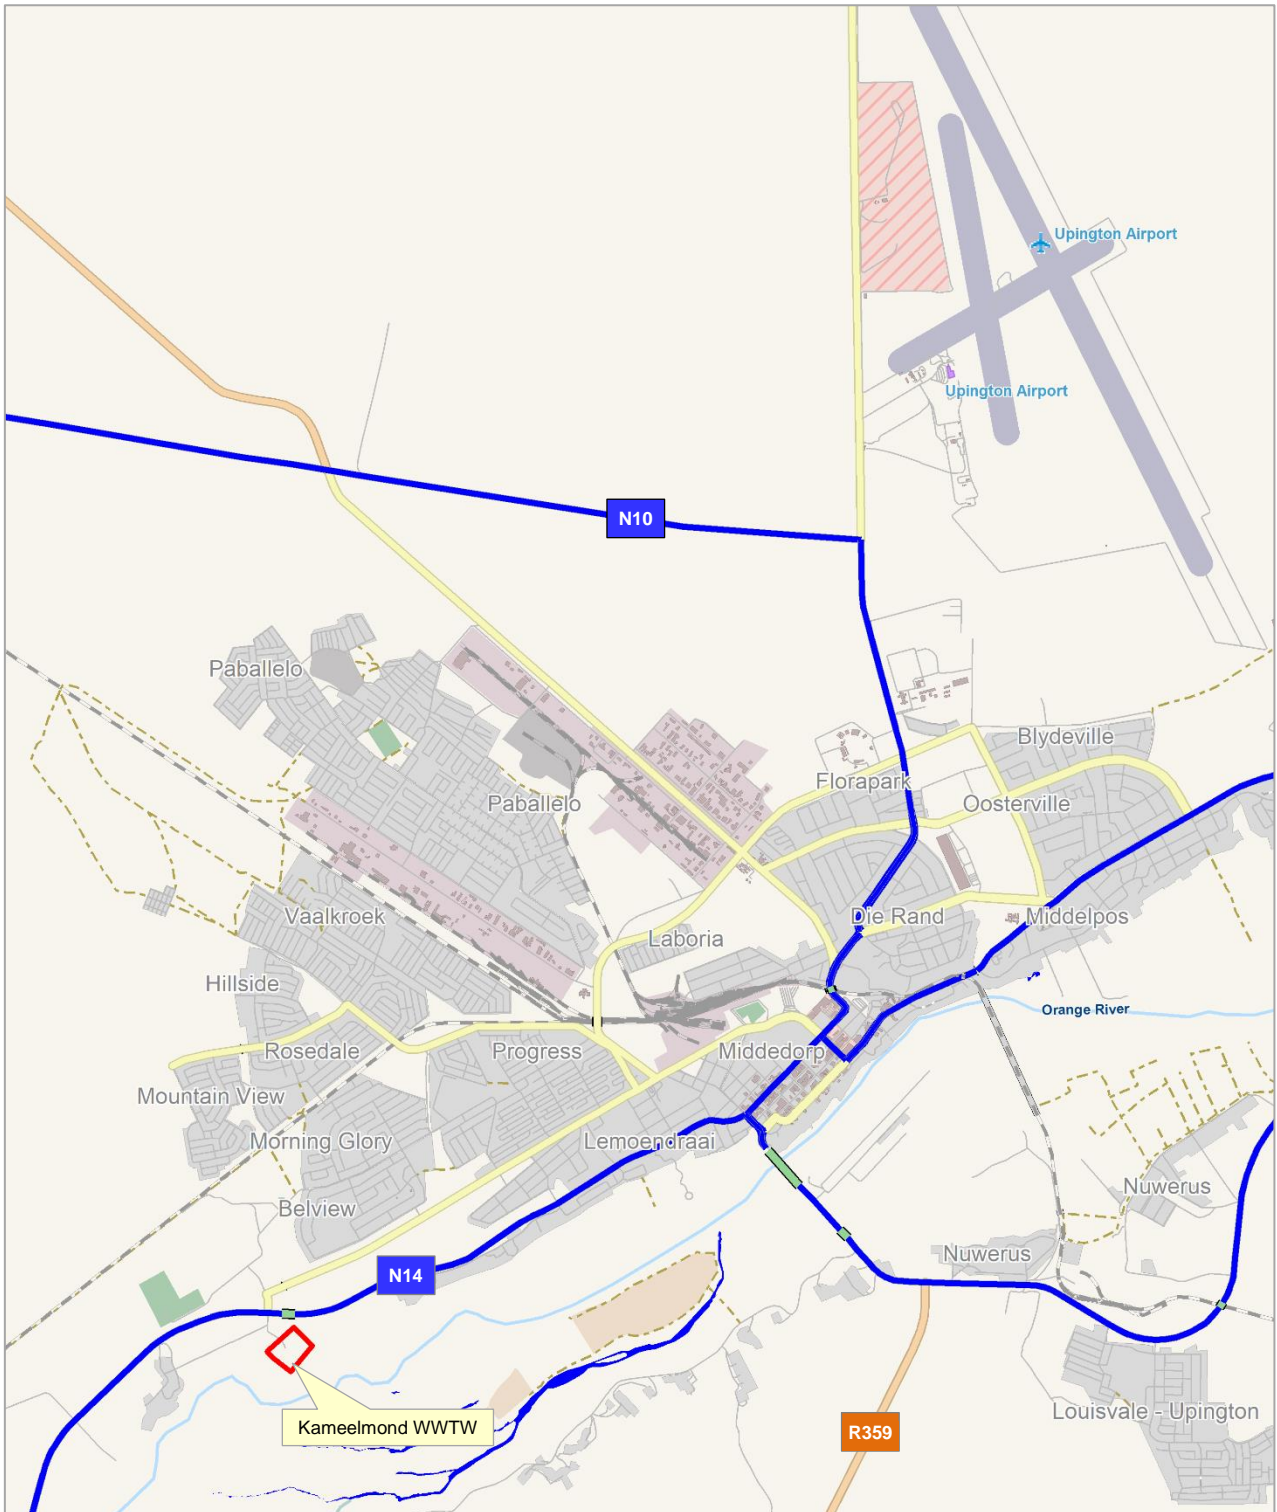 Upington Airport
Upington Airport
N10
Paballelo
Blydeville
Florapark
Paballelo
Oosterville
Vaalkroek
Die Rand
Middelpos
Laboria
Hillside
Orange River
Rosedale
Progress
Middedorp
Mountain View
Morning Glory
Lemoendraai
Nuwerus
Belview
Nuwerus
N14
Louisvale - Upington
Kameelmond WWTW
R359